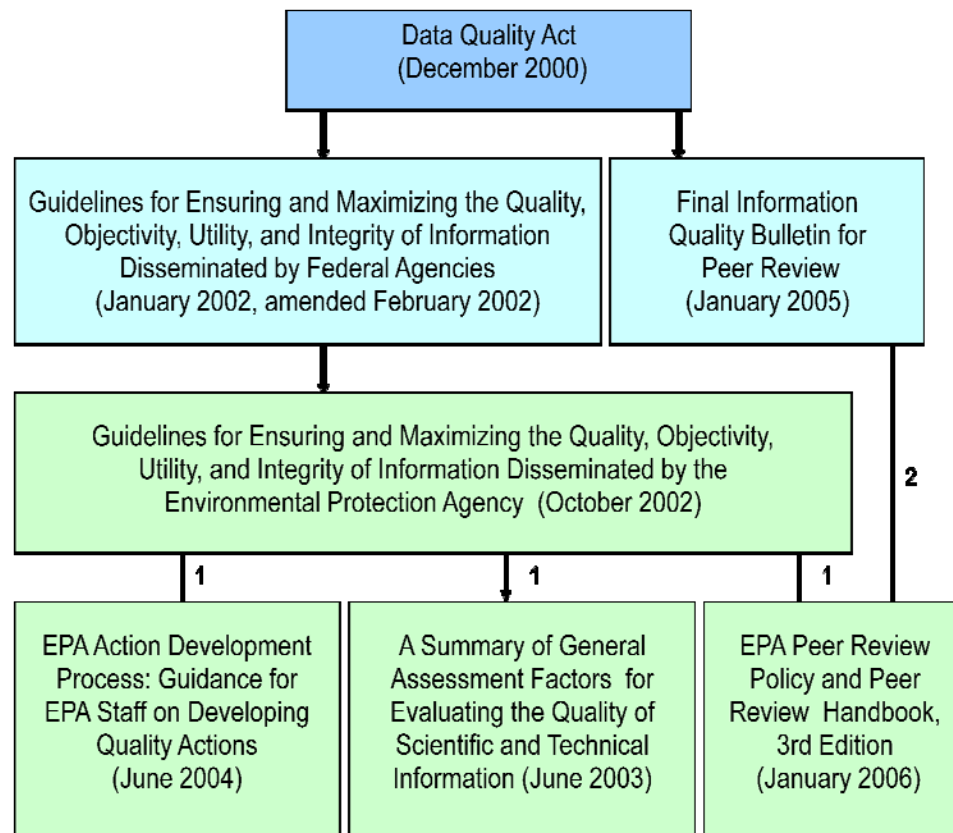 Data Quality Act
(December 2000)
Guidelines for Ensuring and Maximizing the Quality,
Objectivity, Utility, and Integrity of Information
Disseminated by Federal Agencies
(January 2002, amended February 2002)
Final Information
Quality Bulletin for
Peer Review
(January 2005)
Guidelines for Ensuring and Maximizing the Quality, Objectivity,
Utility, and Integrity of Information Disseminated by the
Environmental Protection Agency (October 2002)
2
1
1
1
EPA Action Development
Process: Guidance for
EPA Staff on Developing
Quality Actions
(June 2004)
A Summary of General
Assessment Factors for
Evaluating the Quality of
Scientific and Technical
Information (June 2003)
EPA Peer Review
Policy and Peer
Review Handbook,
3rd Edition
(January 2006)